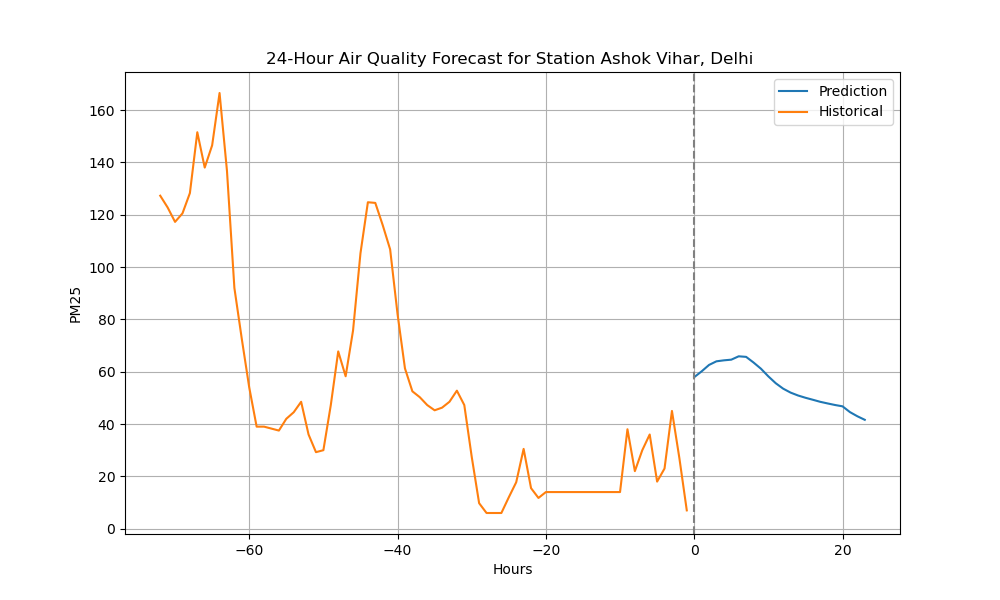 24-Hour Air Quality Forecast for Station Ashok Vihar, Delhi
Prediction
Historical
160
140
120
100
80
60
40
20
0
PM25
−60
−40
−20
0
20
Hours